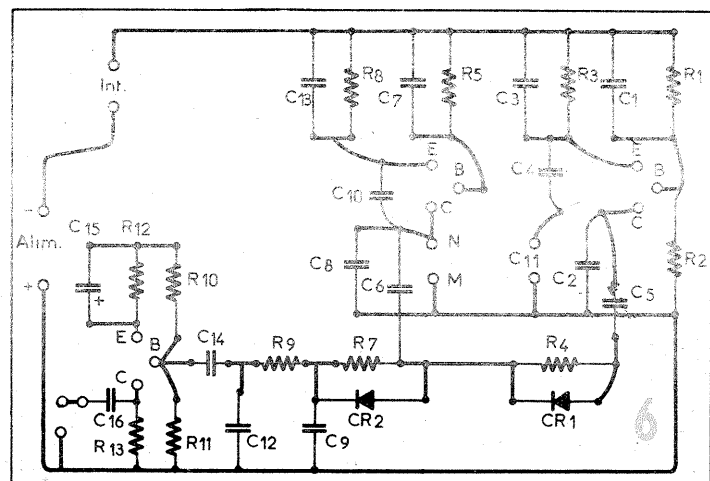 Int.
C13
R8
C7
R5
C3
R3
C1
R1
E
B
C
N
M
C10
C4
E
B
C
R2
C11
C2
C5
C8
C6
-
Alim.
+
C15
R12
+
R10
E
B
C
C14
R9
R7
R4
CR2
CR1
C16
R13
R11
C12
C9
6